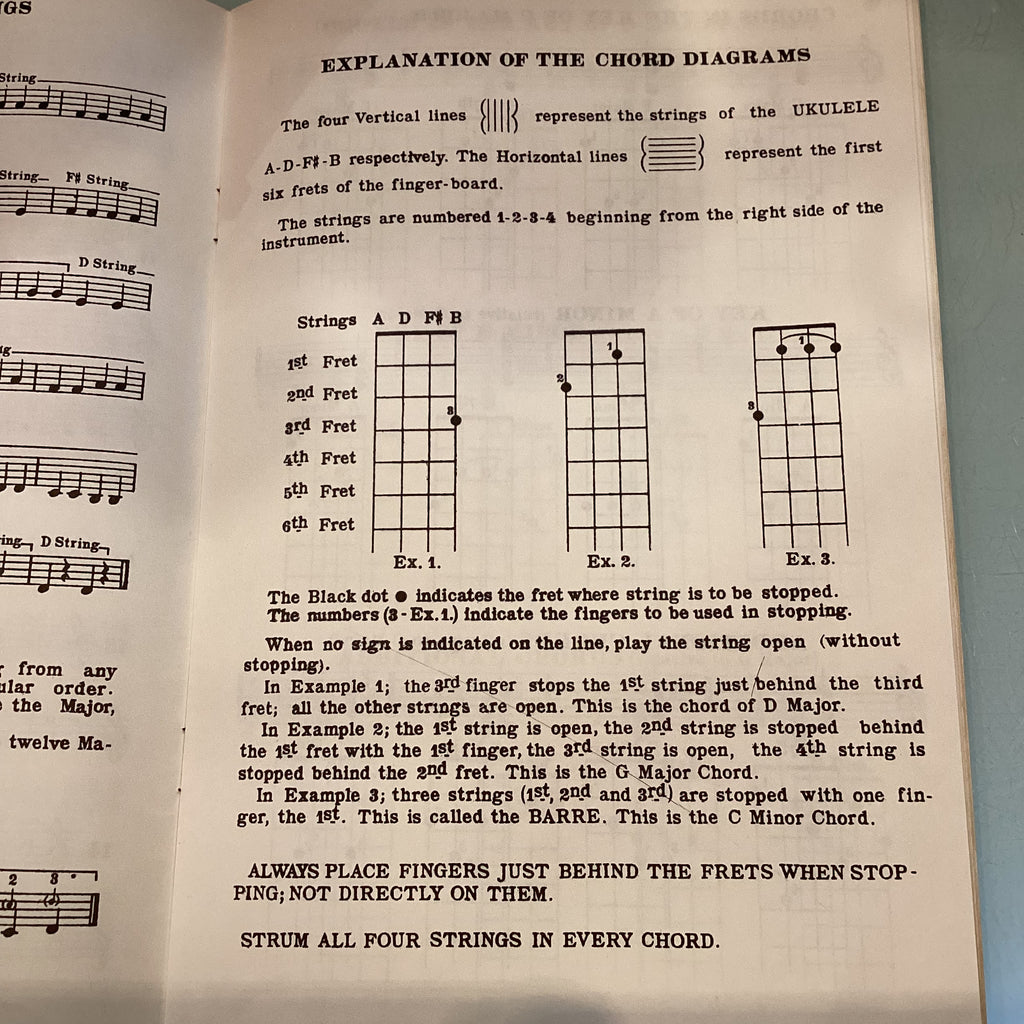 NGS
String
String F# String
D String
String D String
from any
ular order.
the Major,
twelve Ma-
2 3
EXPLANATION OF THE CHORD DIAGRAMS
The four Vertical lines represent the strings of the UKULELE
A-D-F#-B respectively. The Horizontal lines represent the first
six frets of the finger-board.
The strings are numbered 1-2-3-4 beginning from the right side of the
instrument.
Strings A D F# B
1st Fret
2nd Fret
3rd Fret
4th Fret
5th Fret
6th Fret
3
Ex. 1.
1
2
Ex. 2.
1
3
Ex. 3.
The Black dot ● indicates the fret where string is to be stopped.
The numbers (3-Ex.1.) indicate the fingers to be used in stopping.
When no sign is indicated on the line, play the string open (without
stopping).
In Example 1; the 3rd finger stops the 1st string just behind the third
fret; all the other strings are open. This is the chord of D Major.
In Example 2; the 1st string is open, the 2nd string is stopped behind
the 1st fret with the 1st finger, the 3rd string is open, the 4th string is
stopped behind the 2nd fret. This is the G Major Chord.
In Example 3; three strings (1st, 2nd and 3rd) are stopped with one fin-
ger, the 1st. This is called the BARRE. This is the C Minor Chord.
ALWAYS PLACE FINGERS JUST BEHIND THE FRETS WHEN STOP-
PING; NOT DIRECTLY ON THEM.
STRUM ALL FOUR STRINGS IN EVERY CHORD.